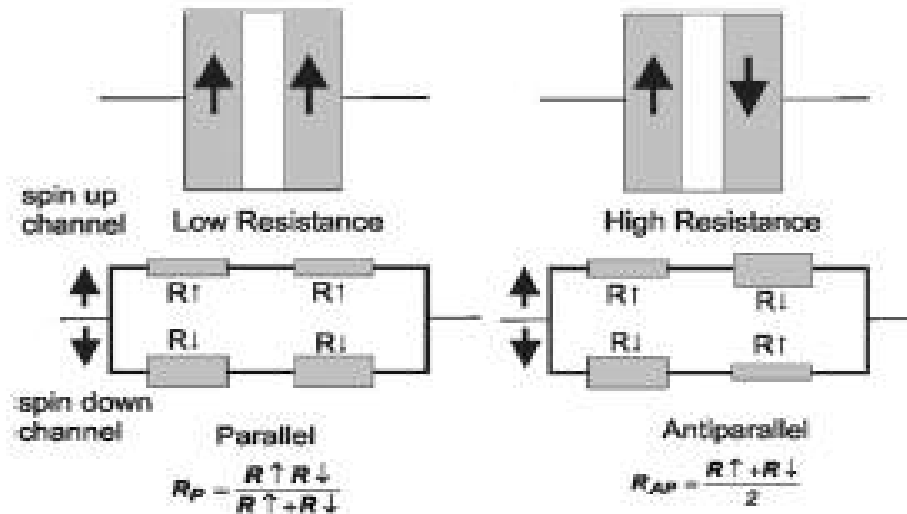 spin up
channel
Low Resistance
High Resistance
R↑ R↑
R↓ R↓
R↑ R↓
R↓ R↑
spin down
channel
Parallel
Antiparallel
R_P = R↑R↓ / R↑+R↓
R_AP = R↑+R↓ / 2